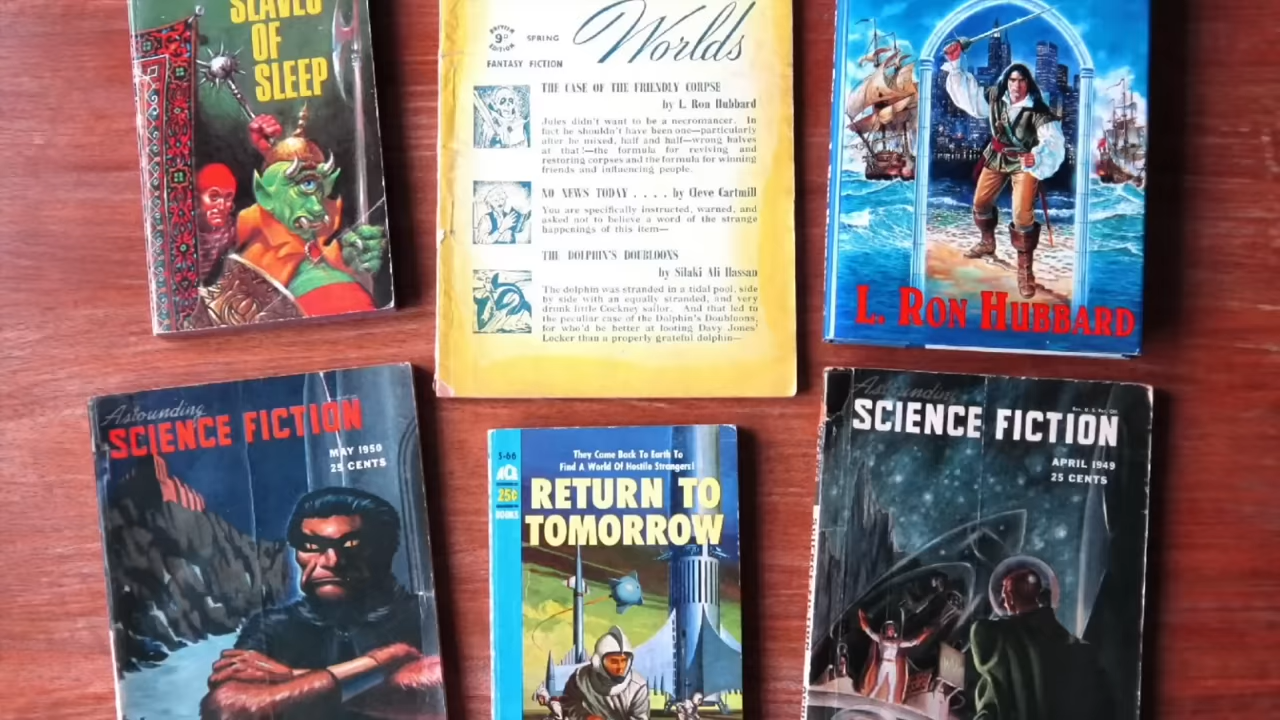 SLAVES
OF
SLEEP
BRITISH
9D
EDITION
SPRING
FANTASY FICTION
Worlds
THE CASE OF THE FRIENDLY CORPSE
by L. Ron Hubbard
Jules didn't want to be a necromancer. In
fact he shouldn't have been one—particularly
after he mixed, half and half—wrong halves
at that!—the formula for reviving and
restoring corpses and the formula for winning
friends and influencing people.
NO NEWS TODAY . . . . by Cleve Cartmill
You are specifically instructed, warned, and
asked not to believe a word of the strange
happenings of this item—
THE DOLPHIN'S DOUBLOONS
by Silaki Ali Hassan
The dolphin was stranded in a tidal pool, side
by side with an equally stranded, and very
drunk little Cockney sailor. And that led to
the peculiar case of the Dolphin's Doubloons,
for who'd be better at looting Davy Jones'
Locker than a properly grateful dolphin—
L. RON HUBBARD
Astounding
SCIENCE FICTION
MAY 1950
25 CENTS
S-66
ACE
25¢
BOOKS
They Came Back To Earth To
Find A World Of Hostile Strangers!
RETURN TO
TOMORROW
Astounding
SCIENCE FICTION
APRIL 1949
25 CENTS